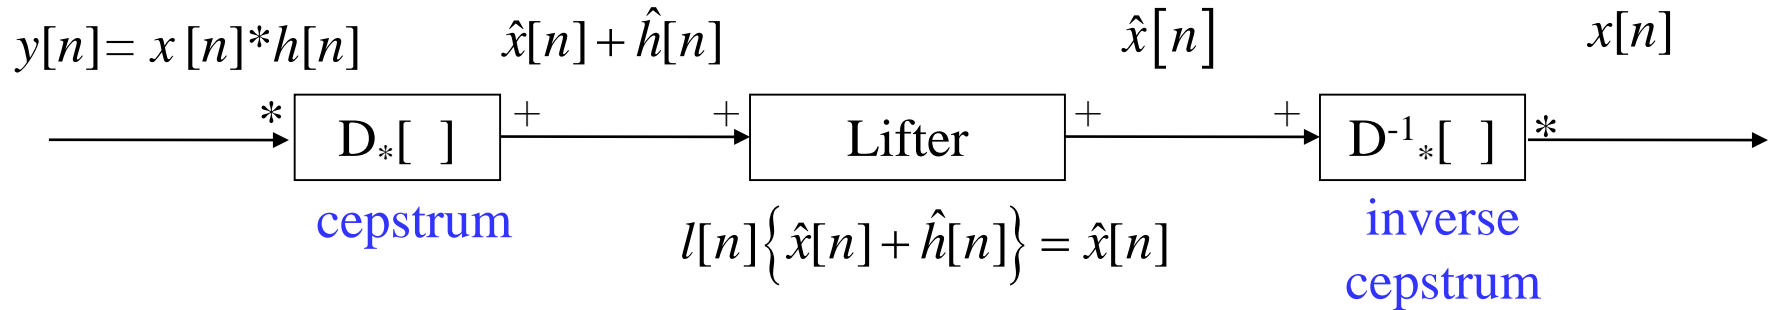 y[n]= x [n]*h[n]
x̂[n] + ĥ[n]
x̂[n]
x[n]
* D*[ ] +
+ Lifter +
+ D⁻¹*[ ] *
cepstrum
l[n]{x̂[n] + ĥ[n]} = x̂[n]
inverse
cepstrum